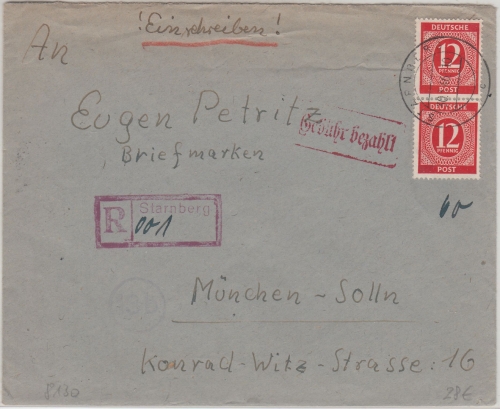 ! Einschreiben !
An
DEUTSCHE
12
PFENNIG
POST
DEUTSCHE
12
PFENNIG
POST
Eugen Petritz
Gebühr bezahlt
Briefmarken
60
R Starnberg
001
München-Solln
Konrad-Witz-Strasse: 16
8130
28€